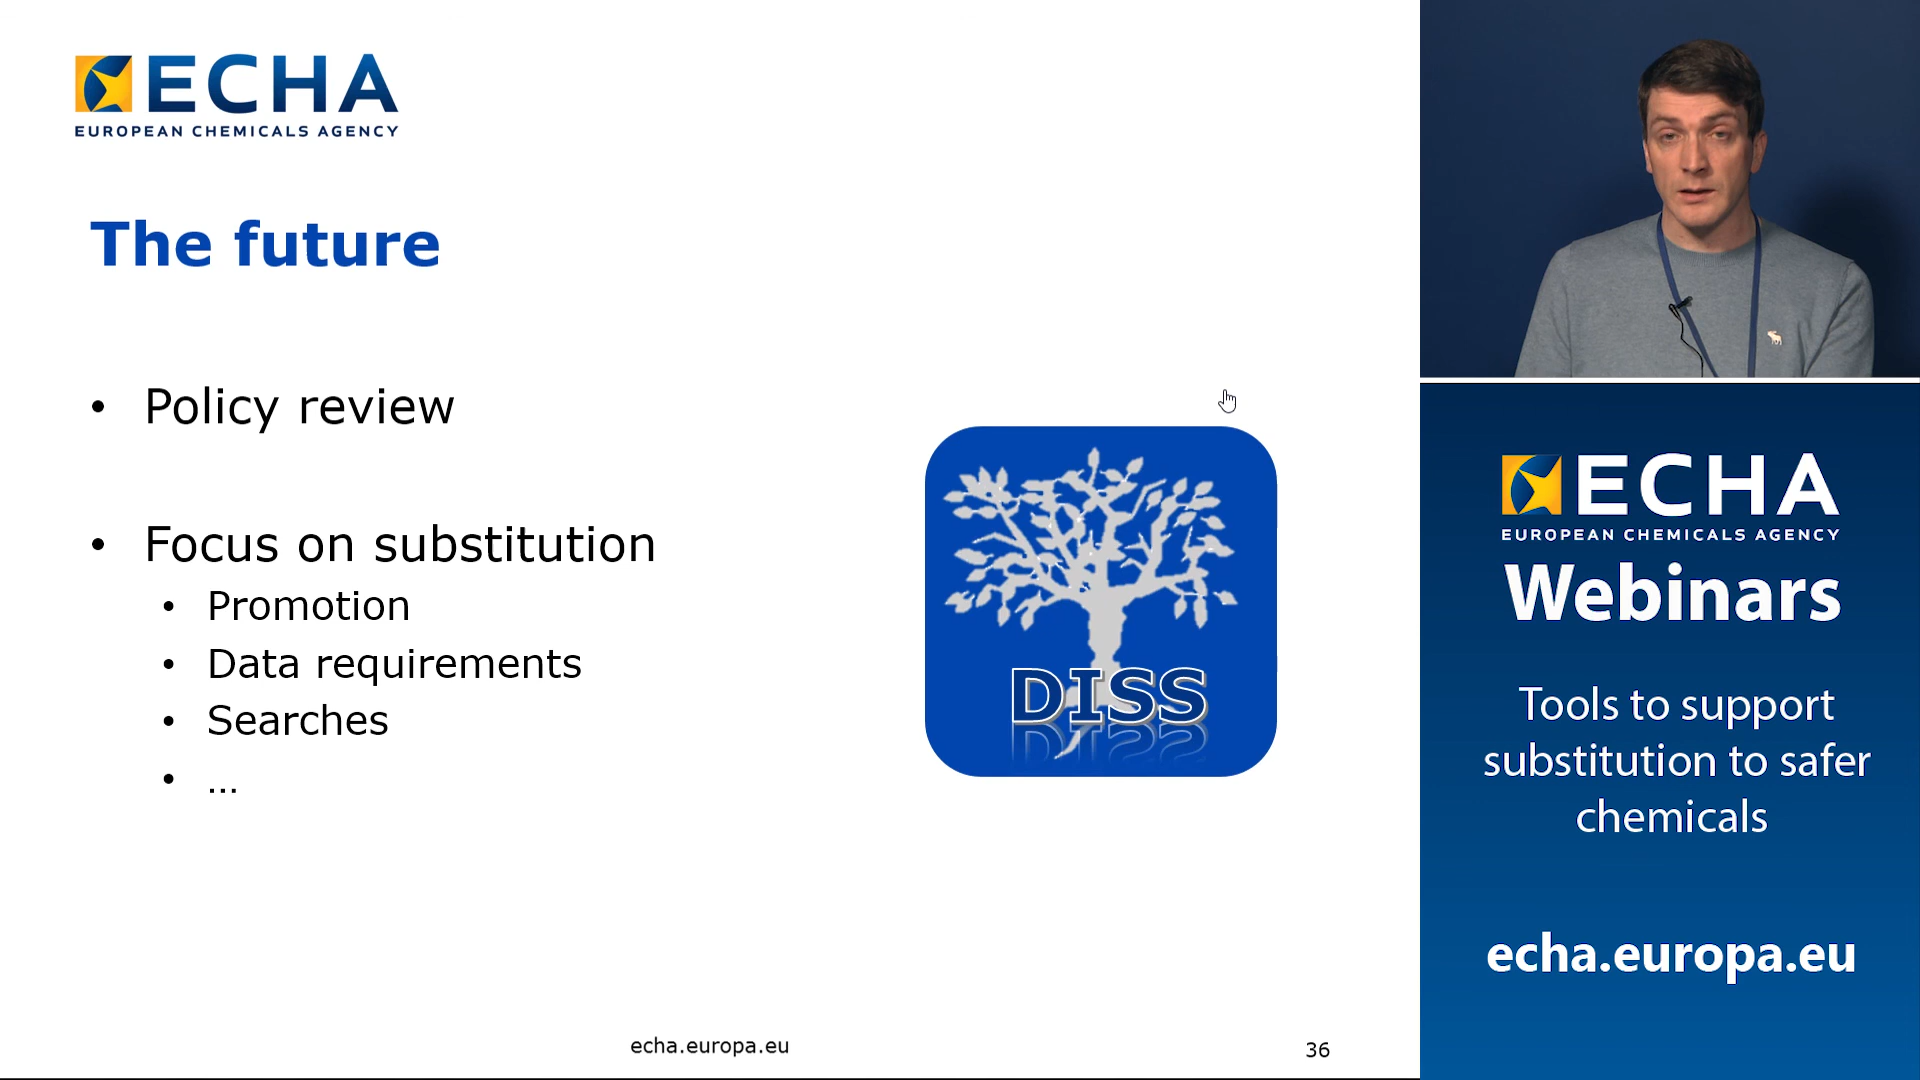 ECHA
EUROPEAN CHEMICALS AGENCY
The future
• Policy review
• Focus on substitution
• Promotion
• Data requirements
• Searches
• ...
DISS
echa.europa.eu
36
ECHA
EUROPEAN CHEMICALS AGENCY
Webinars
Tools to support
substitution to safer
chemicals
echa.europa.eu